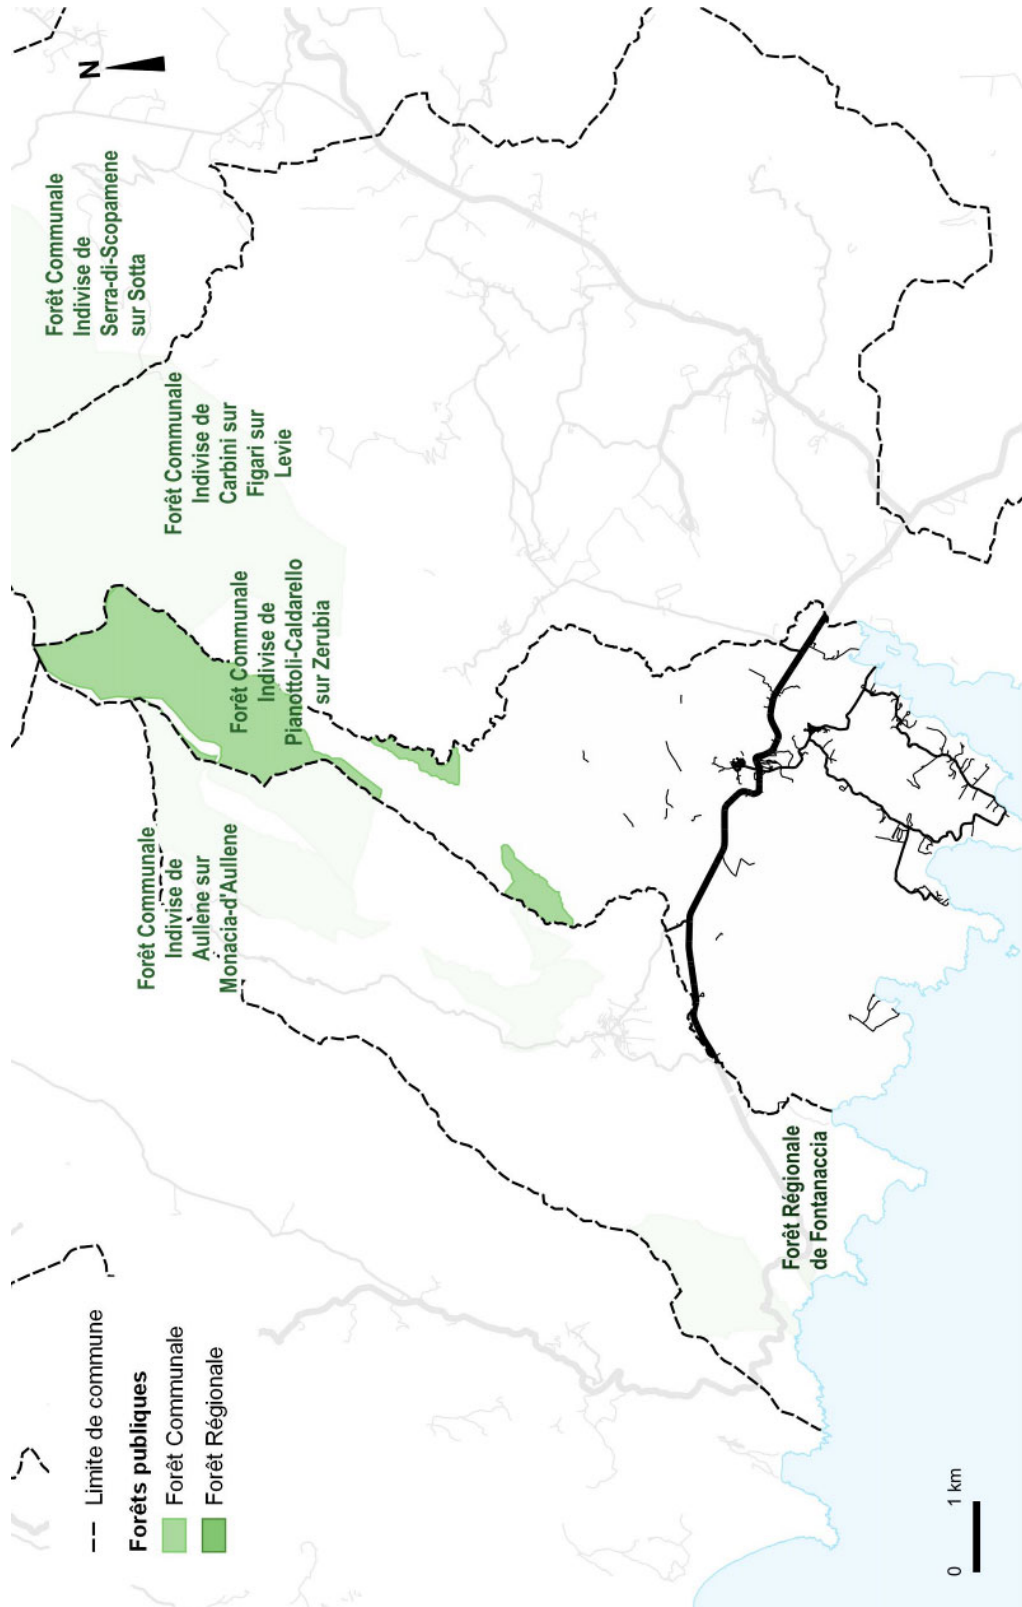 N
Forêt Communale
Indivise de
Serra-di-Scopamene
sur Sotta
Forêt Communale
Indivise de
Carbini sur
Figari sur
Levie
Forêt Communale
Indivise de
Pianottoli-Caldarello
sur Zerubia
Forêt Communale
Indivise de
Aullene sur
Monacia-d'Aullene
Forêt Régionale
de Fontanaccia
Limite de commune
Forêts publiques
Forêt Communale
Forêt Régionale
0 1 km